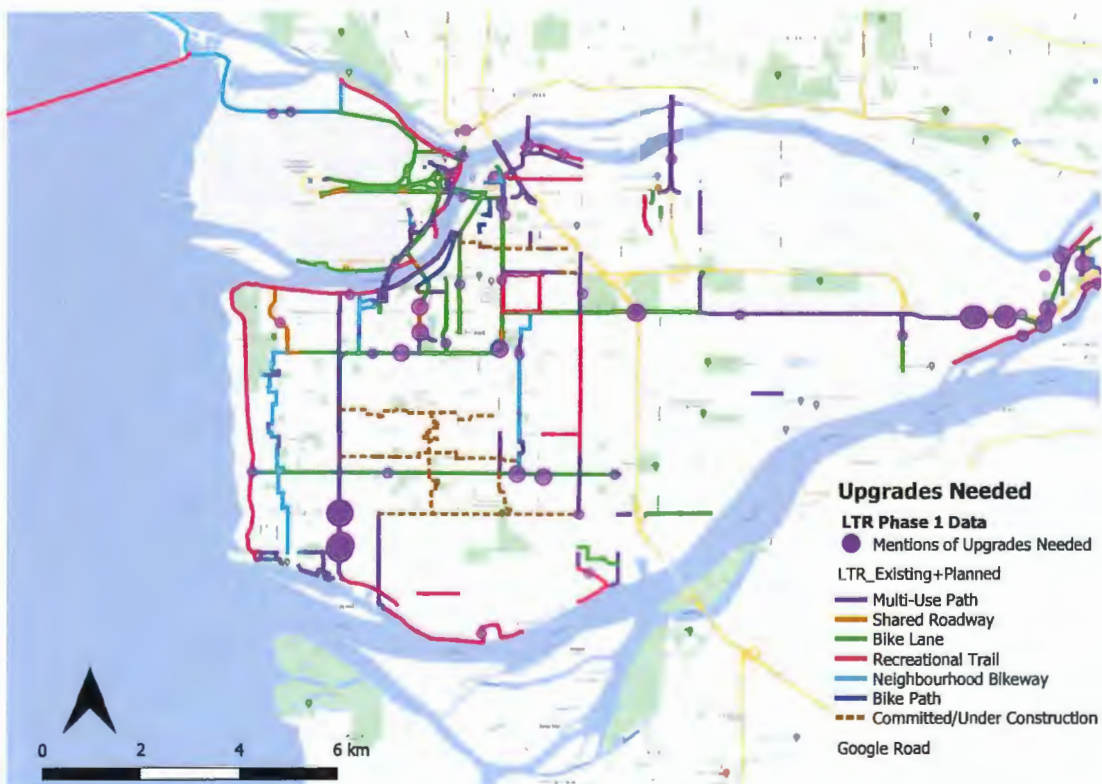 Upgrades Needed
LTR Phase 1 Data
Mentions of Upgrades Needed
LTR_Existing+Planned
Multi-Use Path
Shared Roadway
Bike Lane
Recreational Trail
Neighbourhood Bikeway
Bike Path
Committed/Under Construction
Google Road
0 2 4 6 km